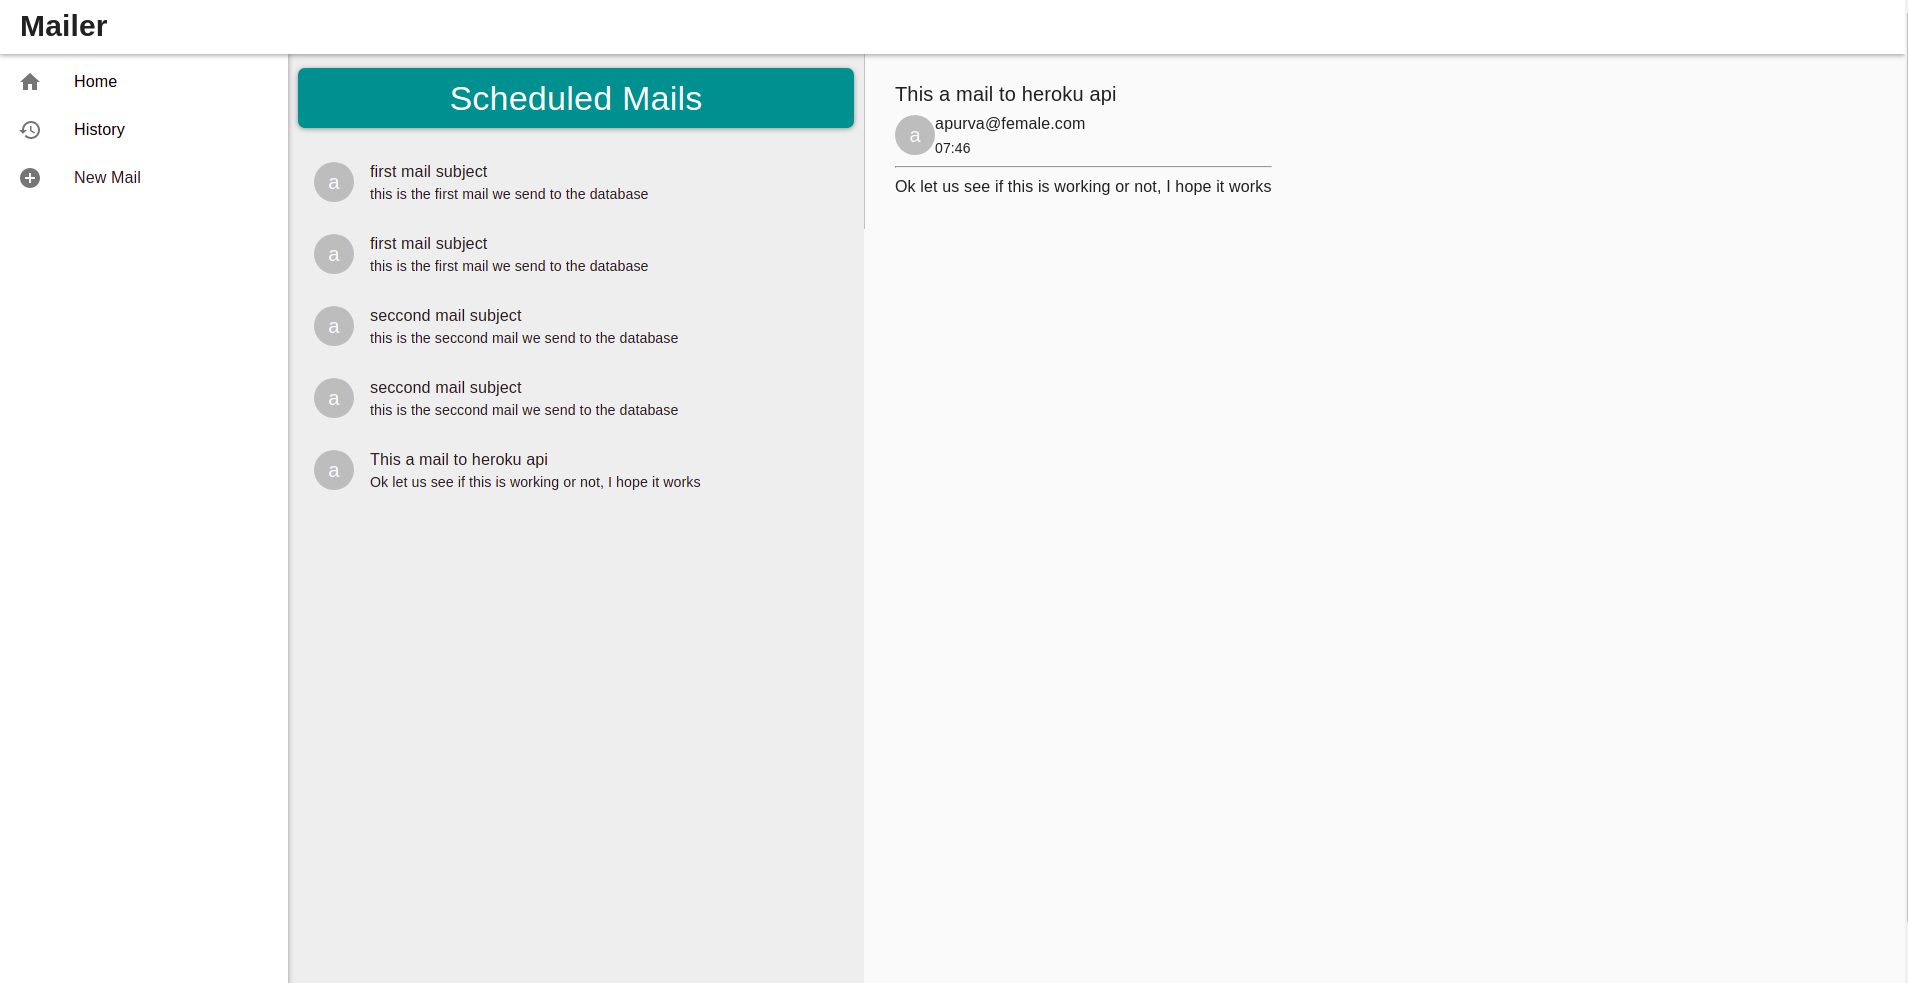 Mailer
Home
History
New Mail
Scheduled Mails
a
first mail subject
this is the first mail we send to the database
a
first mail subject
this is the first mail we send to the database
a
seccond mail subject
this is the seccond mail we send to the database
a
seccond mail subject
this is the seccond mail we send to the database
a
This a mail to heroku api
Ok let us see if this is working or not, I hope it works
This a mail to heroku api
a
apurva@female.com
07:46
Ok let us see if this is working or not, I hope it works